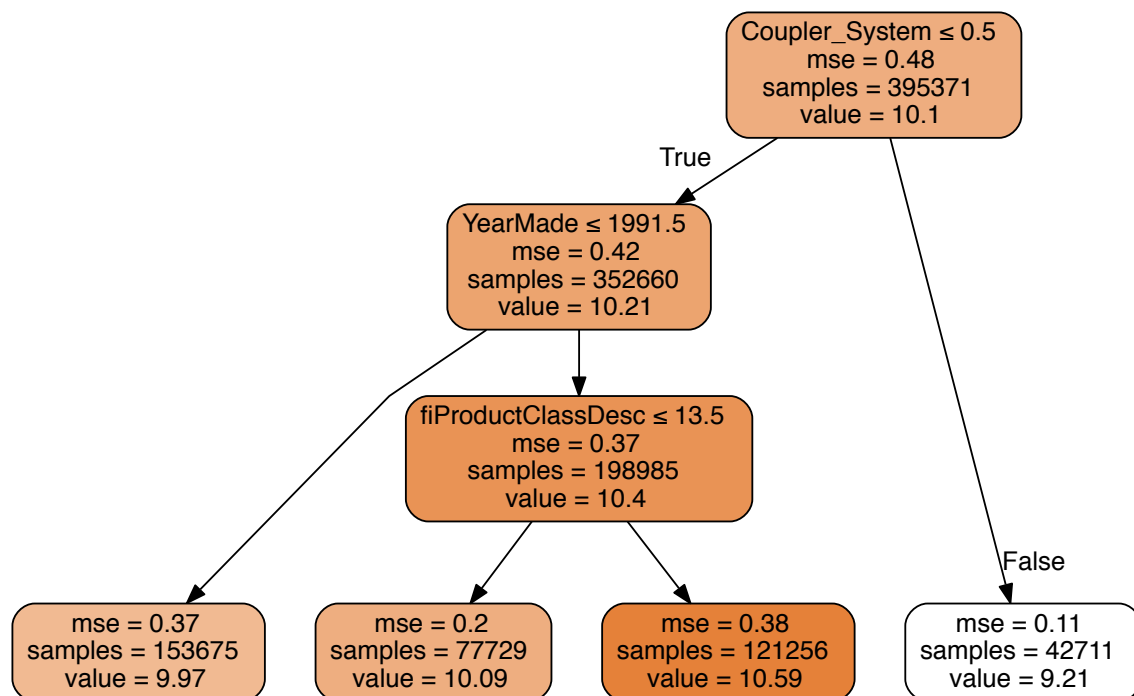 Coupler_System ≤ 0.5
mse = 0.48
samples = 395371
value = 10.1
True
YearMade ≤ 1991.5
mse = 0.42
samples = 352660
value = 10.21
fiProductClassDesc ≤ 13.5
mse = 0.37
samples = 198985
value = 10.4
False
mse = 0.37
samples = 153675
value = 9.97
mse = 0.2
samples = 77729
value = 10.09
mse = 0.38
samples = 121256
value = 10.59
mse = 0.11
samples = 42711
value = 9.21